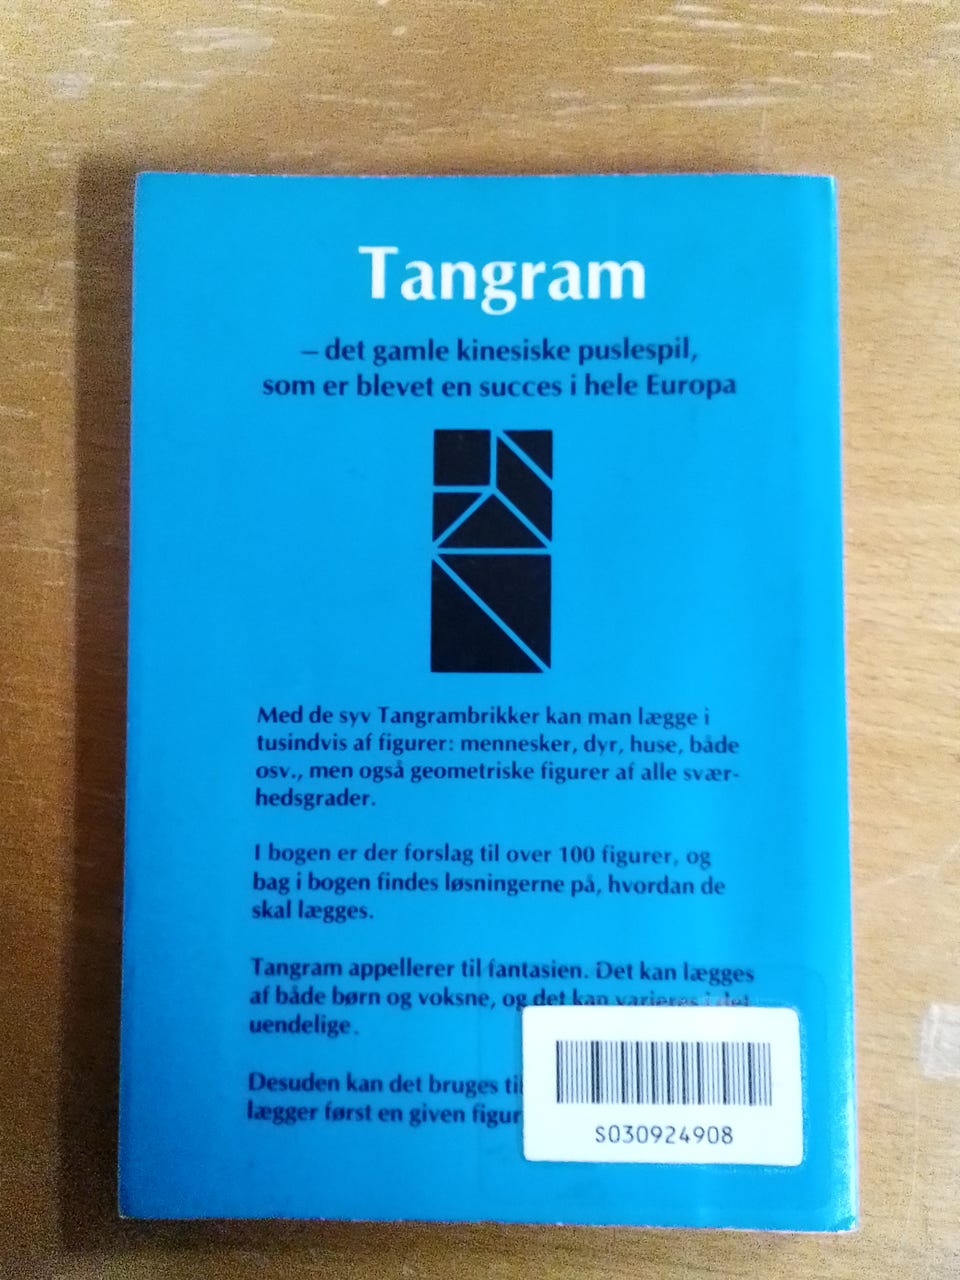 Tangram
– det gamle kinesiske puslespil,
som er blevet en succes i hele Europa
Med de syv Tangrambrikker kan man lægge i
tusindvis af figurer: mennesker, dyr, huse, både
osv., men også geometriske figurer af alle svær-
hedsgrader.
I bogen er der forslag til over 100 figurer, og
bag i bogen findes løsningerne på, hvordan de
skal lægges.
Tangram appellerer til fantasien. Det kan lægges
af både børn og voksne, og det kan varieres i det
uendelige.
Desuden kan det bruges til
lægger først en given figur
S030924908